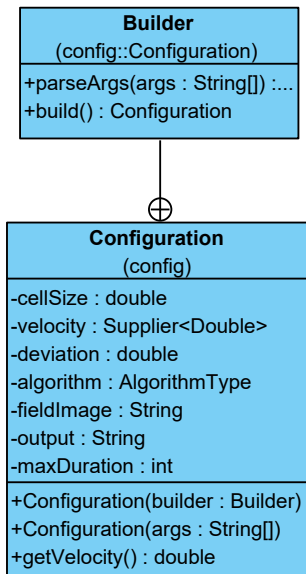 Builder
(config::Configuration)
+parseArgs(args : String[]) :...
+build() : Configuration
Configuration
(config)
-cellSize : double
-velocity : Supplier<Double>
-deviation : double
-algorithm : AlgorithmType
-fieldImage : String
-output : String
-maxDuration : int
+Configuration(builder : Builder)
+Configuration(args : String[])
+getVelocity() : double